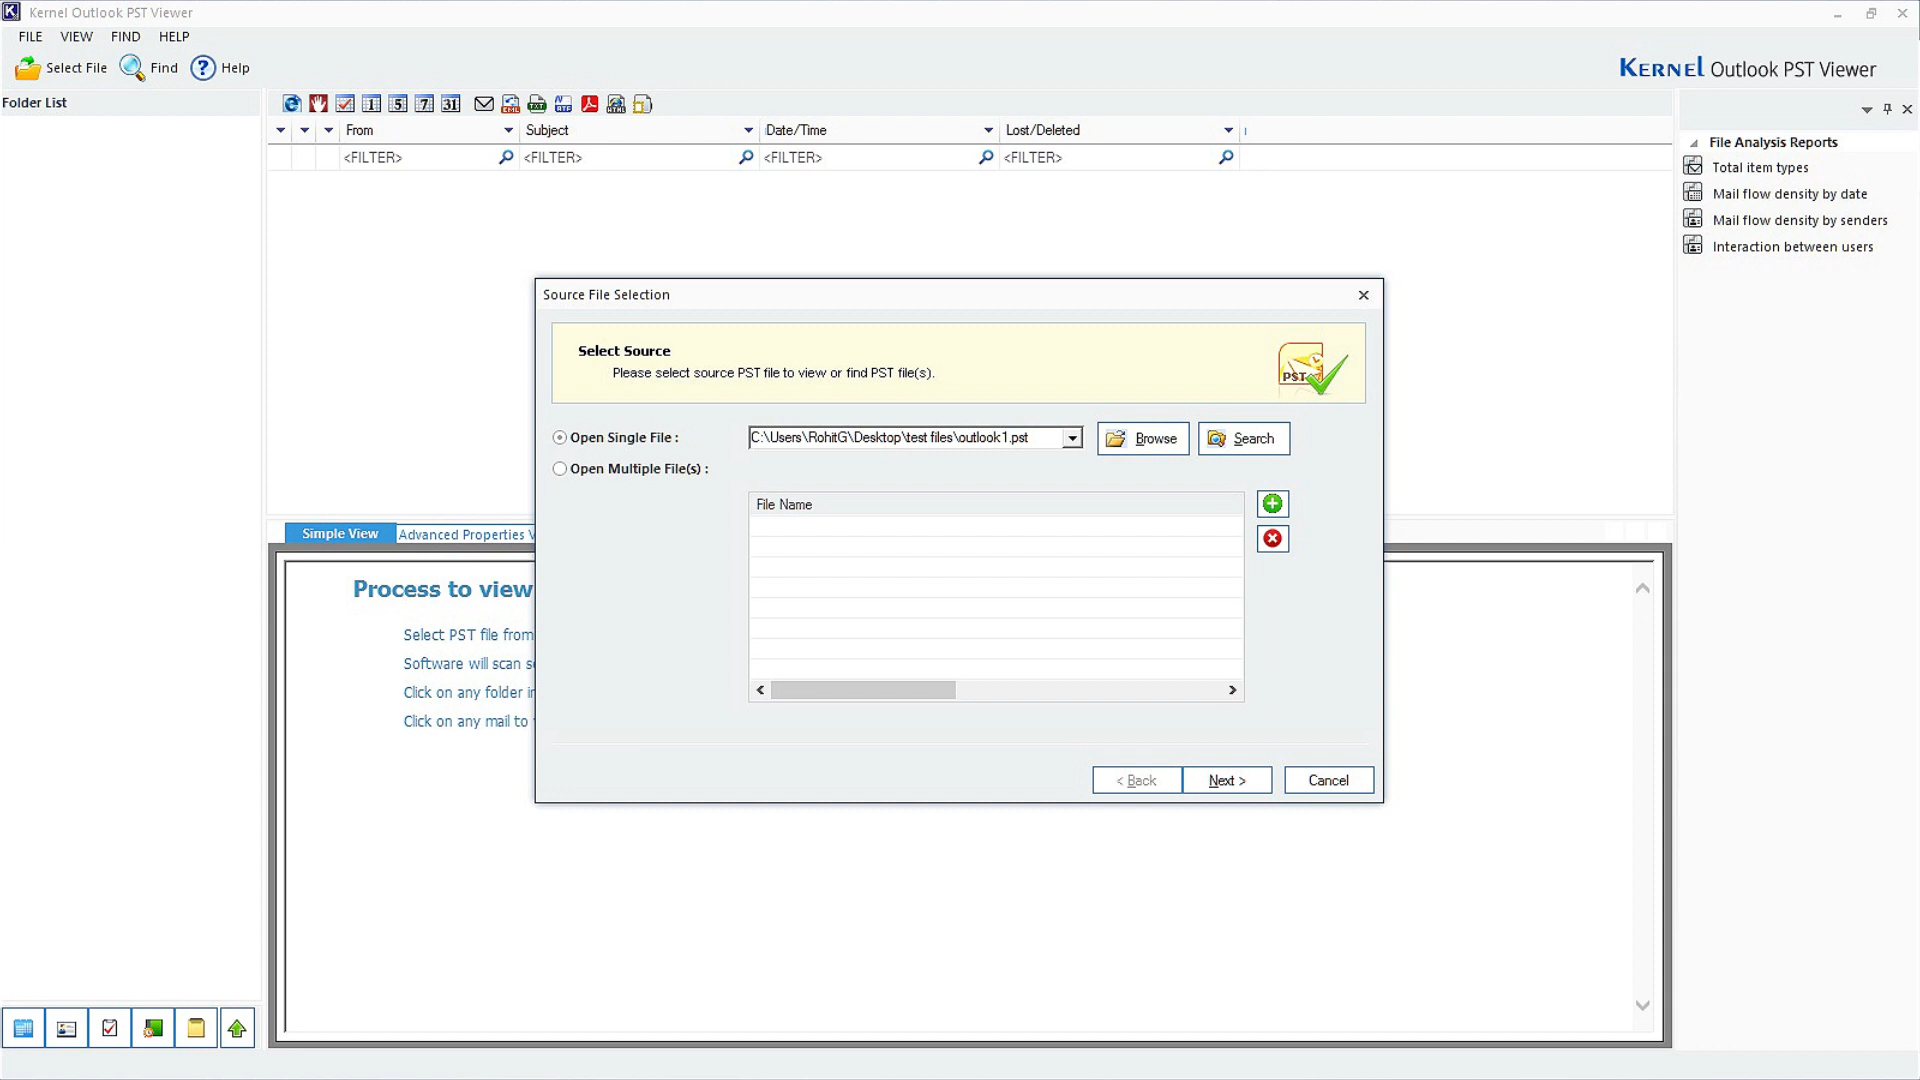 Kernel Outlook PST Viewer
FILE VIEW FIND HELP
Select File Find Help
KERNEL Outlook PST Viewer
Folder List
1 5 7 31
From Subject Date/Time Lost/Deleted
<FILTER> <FILTER> <FILTER> <FILTER>
File Analysis Reports
Total item types
Mail flow density by date
Mail flow density by senders
Interaction between users
Source File Selection
Select Source
Please select source PST file to view or find PST file(s).
PST
Open Single File :
C:\Users\RohitG\Desktop\test files\outlook1.pst
Browse
Search
Open Multiple File(s) :
File Name
< Back
Next >
Cancel
Simple View
Advanced Properties
Process to view
Select PST file from
Software will scan
Click on any folder
Click on any mail to